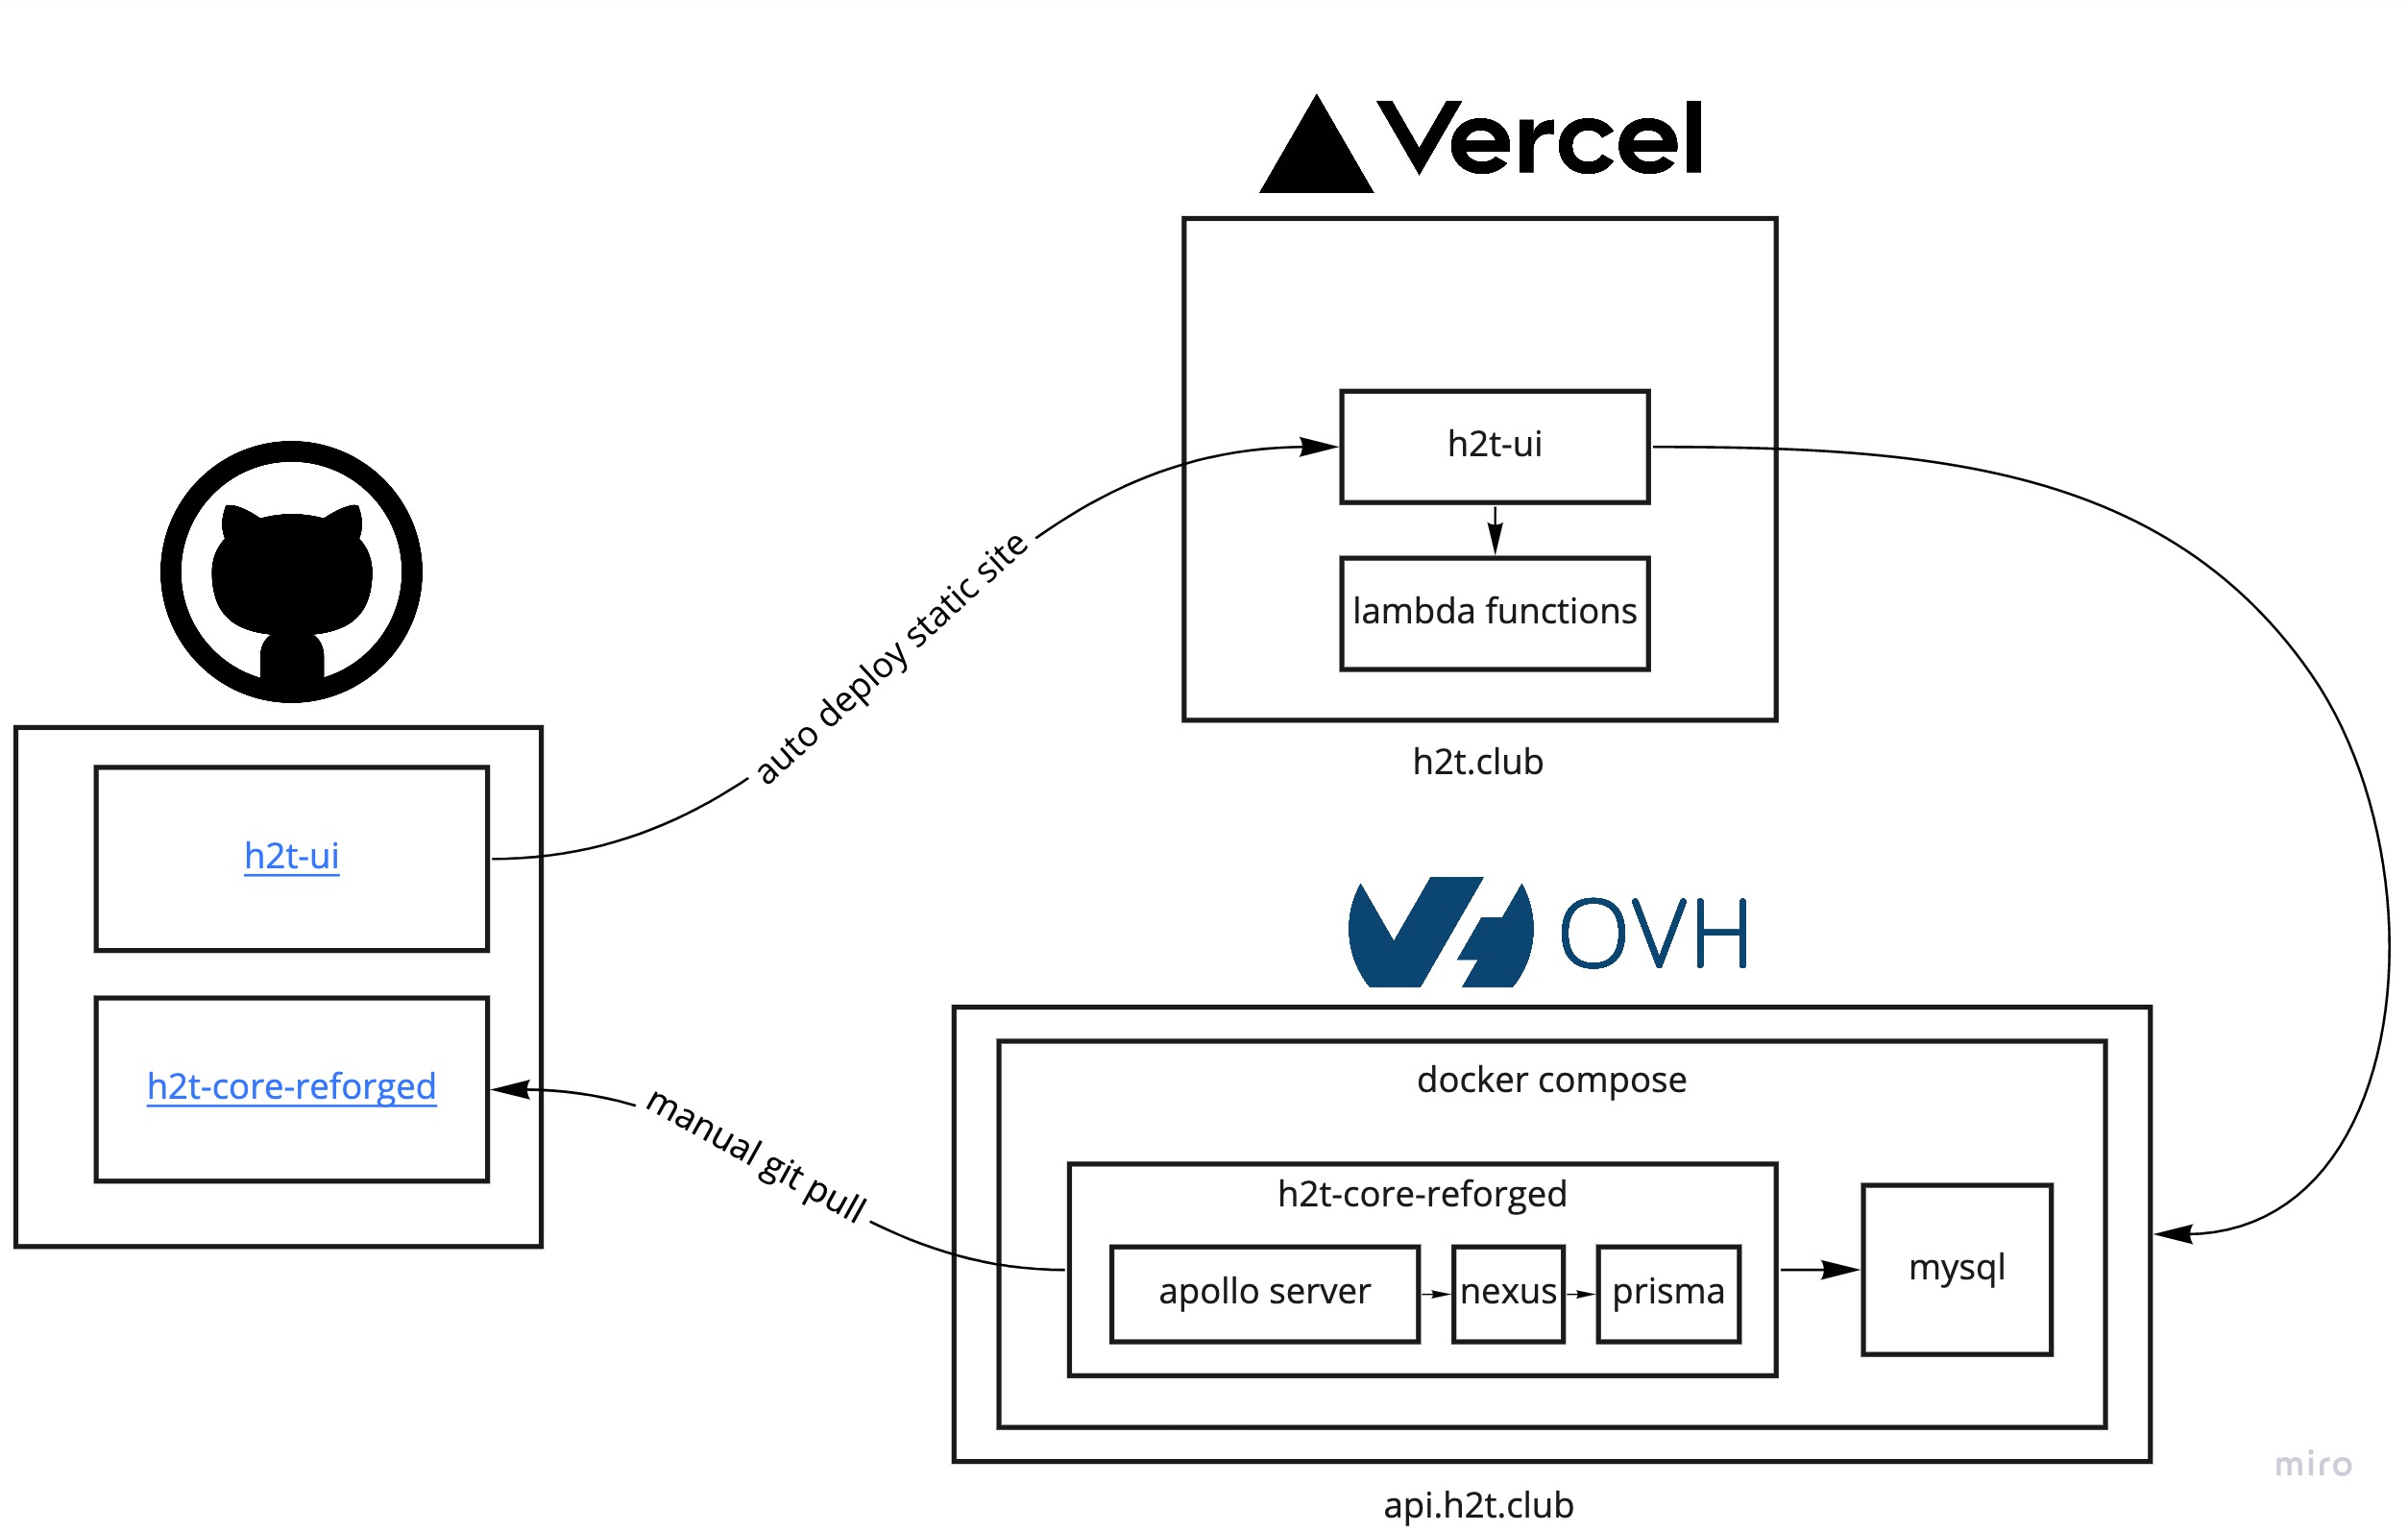 Vercel
h2t-ui
lambda functions
h2t.club
auto deploy static site
h2t-ui
h2t-core-reforged
manual git pull
OVH
docker compose
h2t-core-reforged
apollo server
nexus
prisma
mysql
api.h2t.club
miro